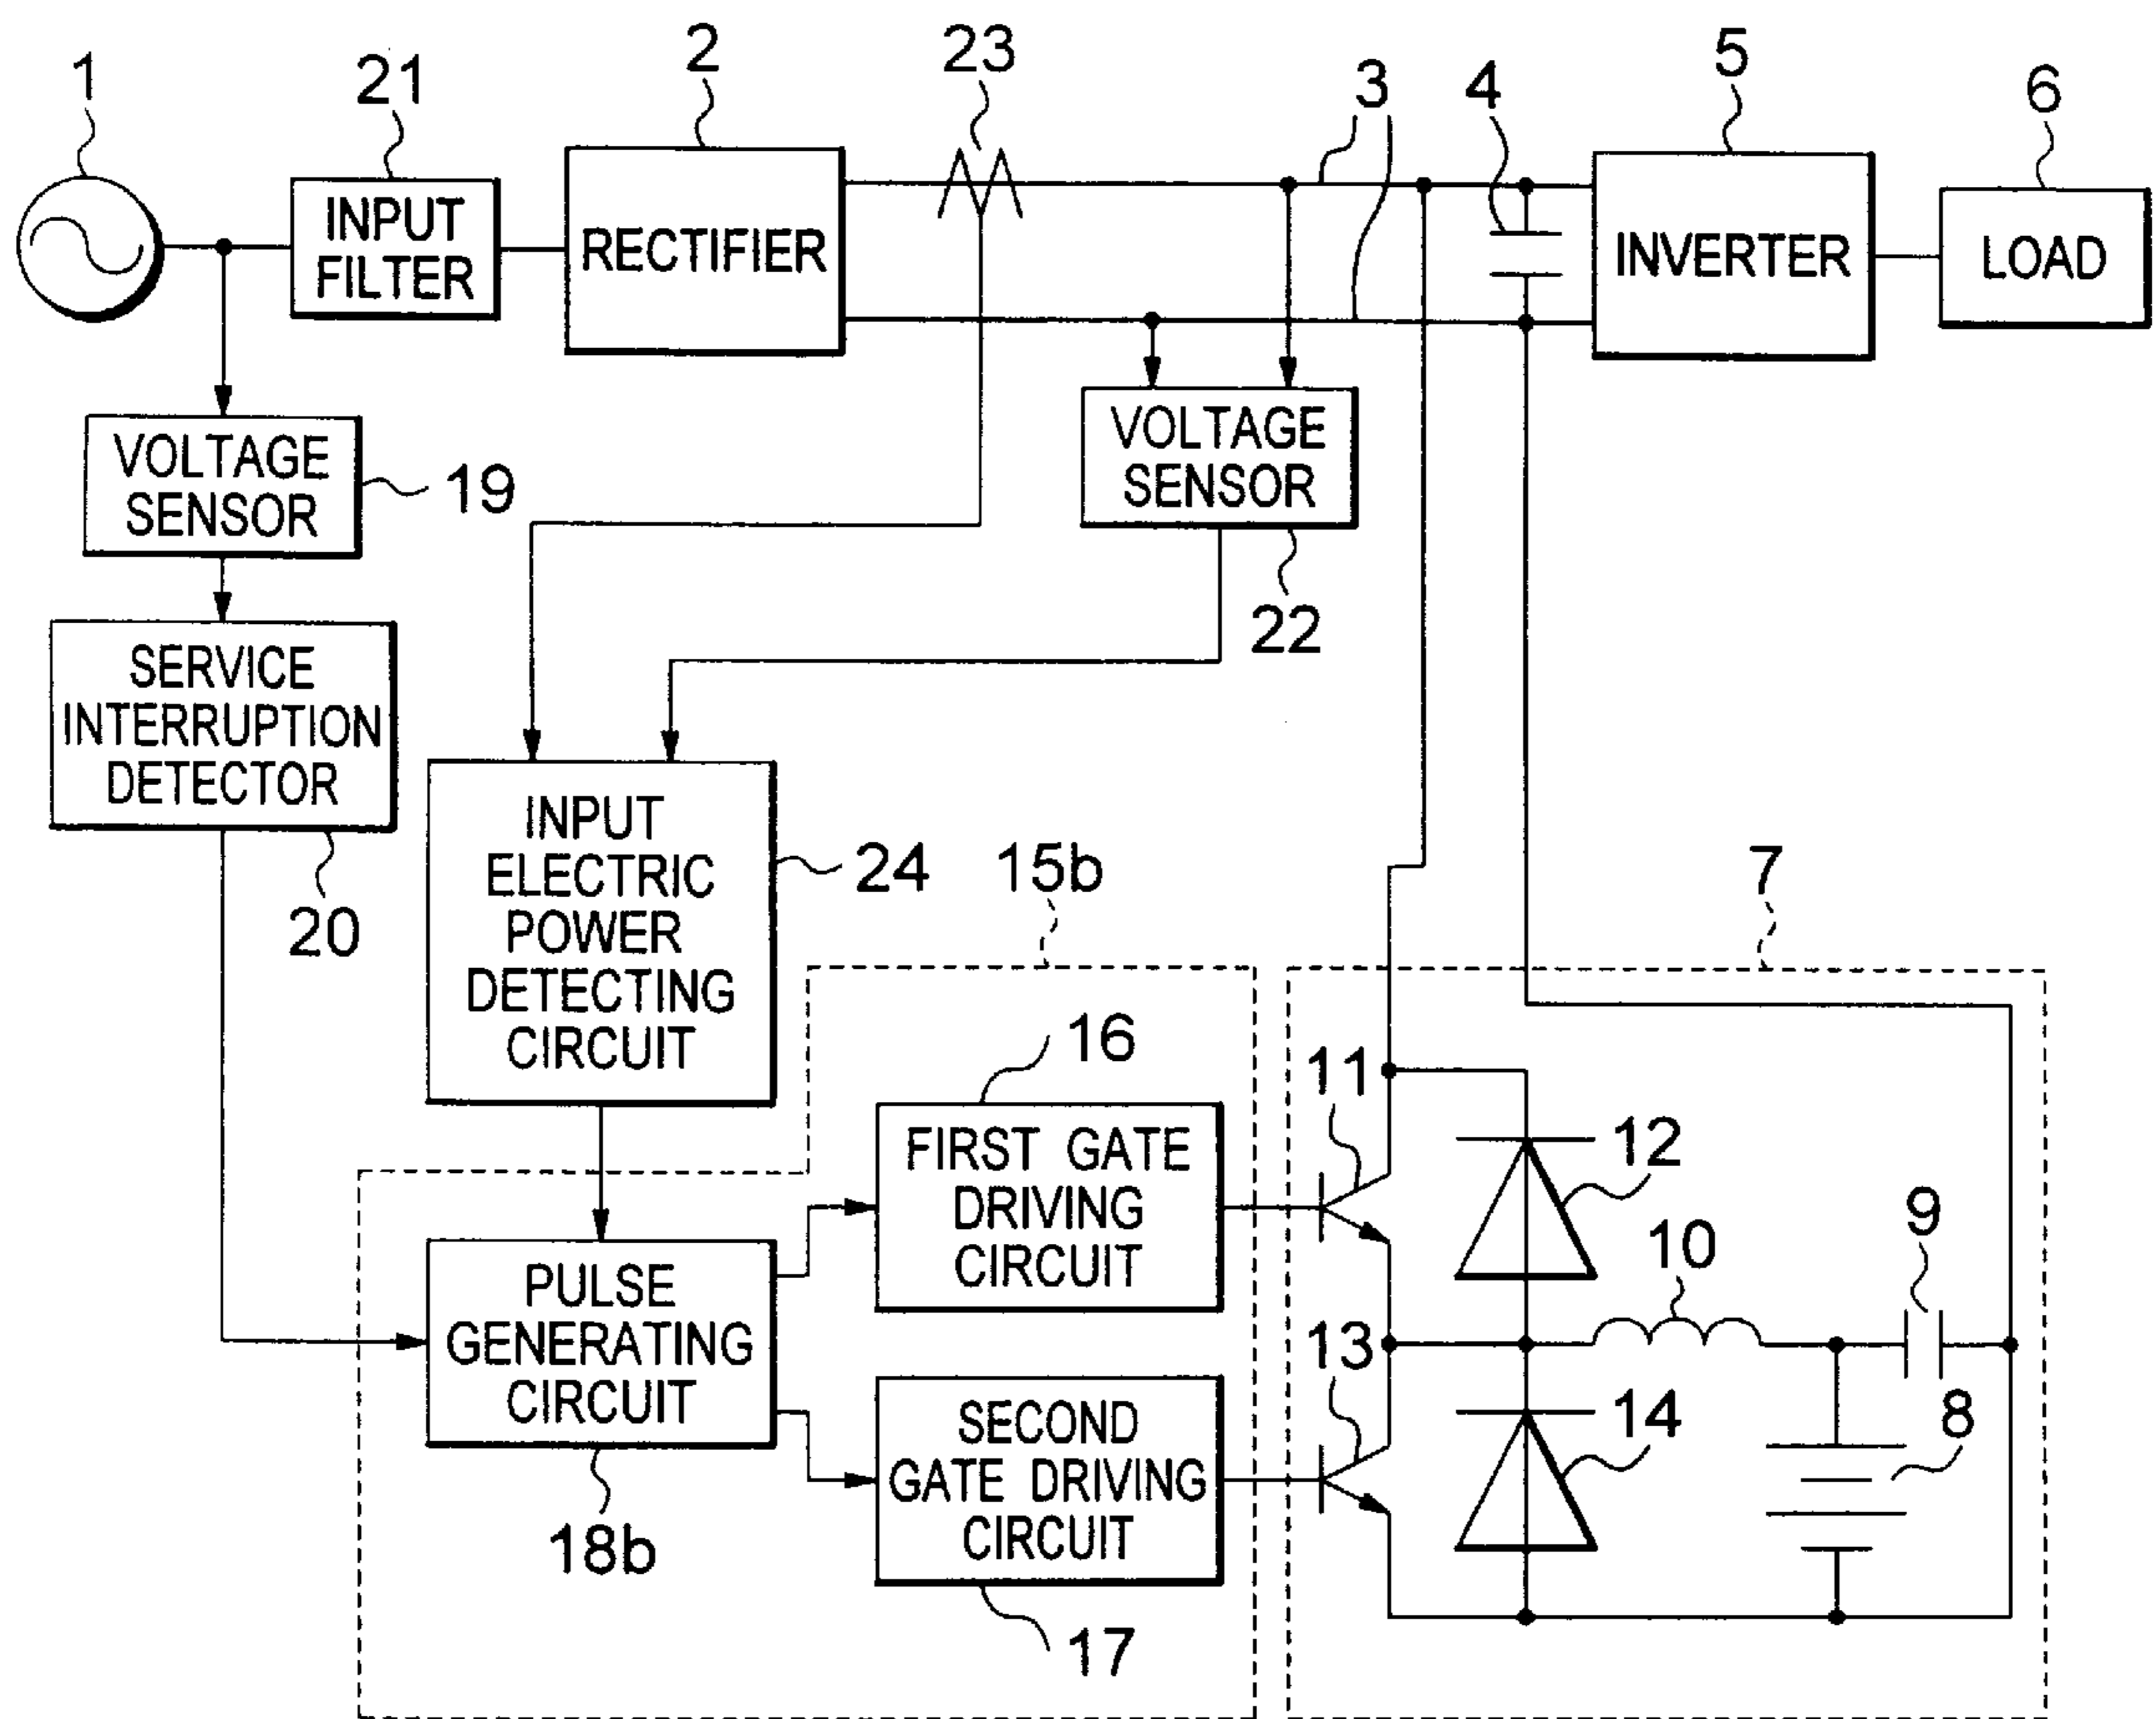 1
21
2
23
3
4
5
6
INPUT
FILTER
RECTIFIER
INVERTER
LOAD
VOLTAGE
SENSOR
19
VOLTAGE
SENSOR
22
SERVICE
INTERRUPTION
DETECTOR
20
INPUT
ELECTRIC
POWER
DETECTING
CIRCUIT
24
15b
7
16
FIRST GATE
DRIVING
CIRCUIT
11
12
PULSE
GENERATING
CIRCUIT
18b
10
9
13
SECOND
GATE DRIVING
CIRCUIT
17
14
8